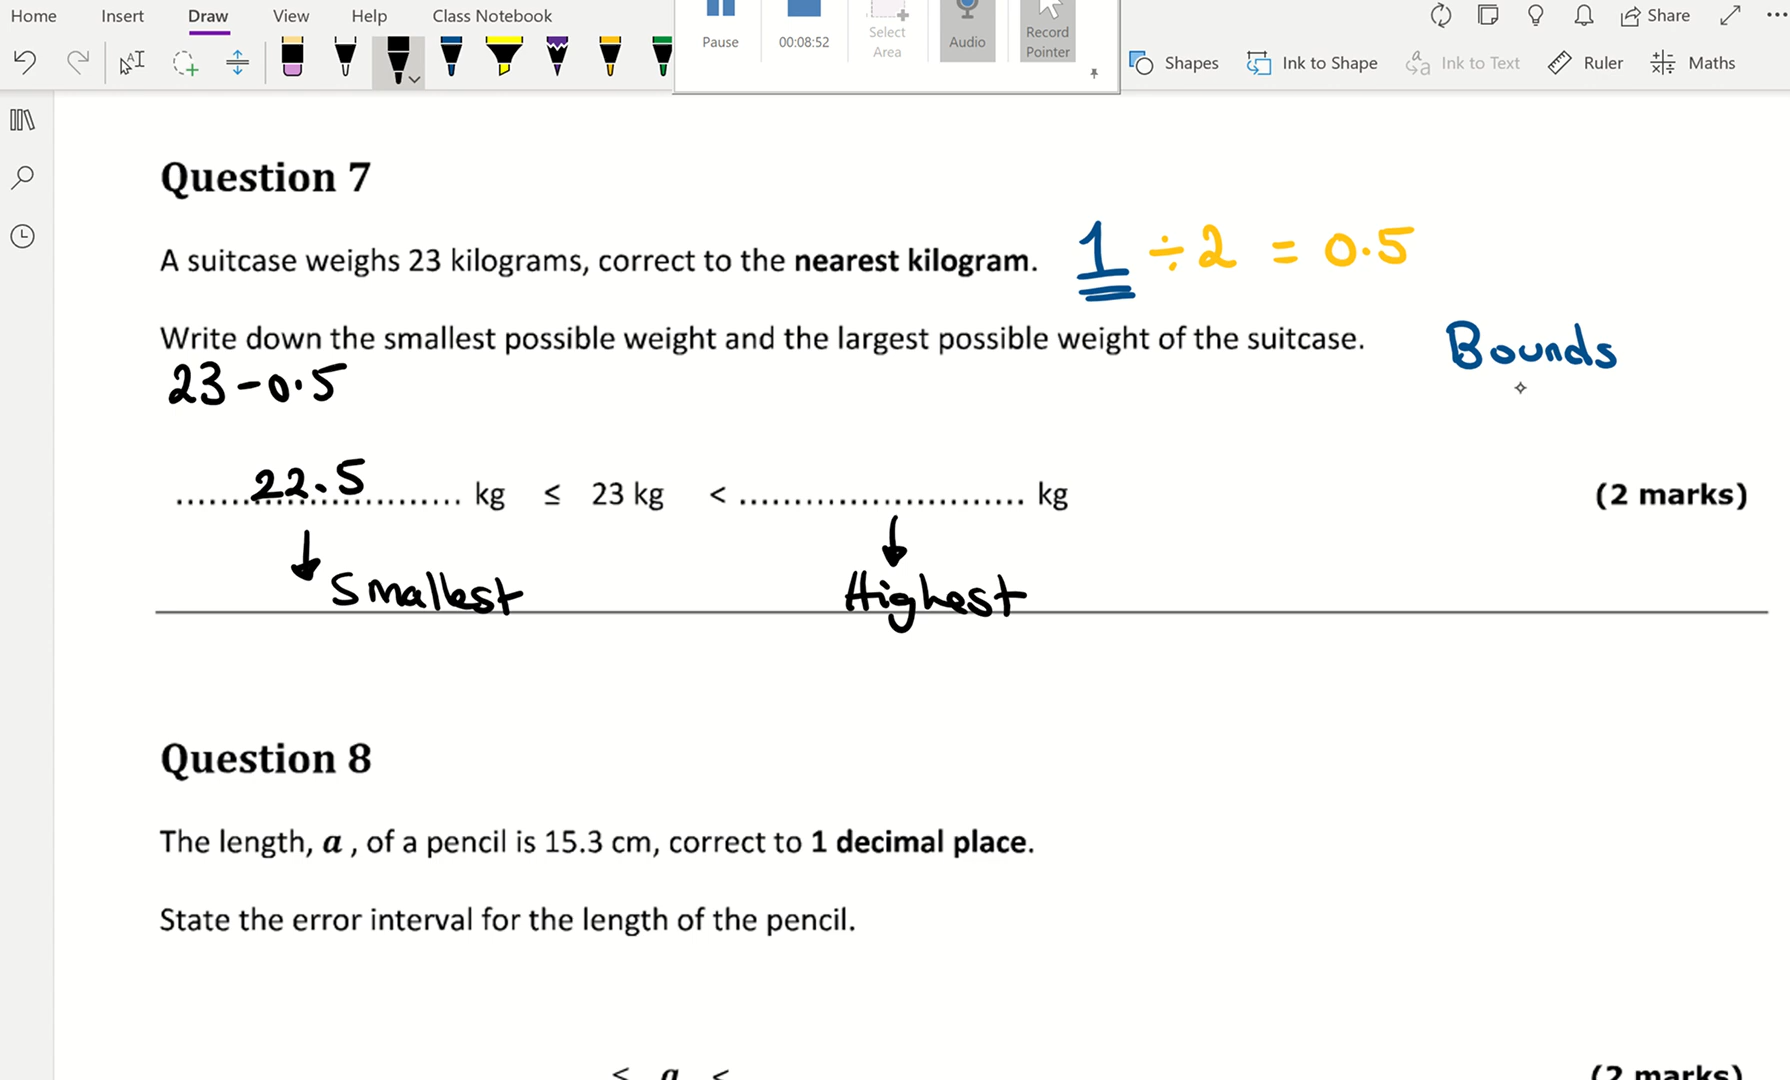 Home Insert Draw View Help Class Notebook
Pause 00:08:52 Select Area Audio Record Pointer
Share
Shapes Ink to Shape Ink to Text Ruler Maths
Question 7
A suitcase weighs 23 kilograms, correct to the nearest kilogram. 1 ÷ 2 = 0.5
Write down the smallest possible weight and the largest possible weight of the suitcase. Bounds
23 - 0.5
22.5 kg ≤ 23 kg < .......................... kg (2 marks)
Smallest Highest
Question 8
The length, a , of a pencil is 15.3 cm, correct to 1 decimal place.
State the error interval for the length of the pencil.
≤ a < (2 marks)